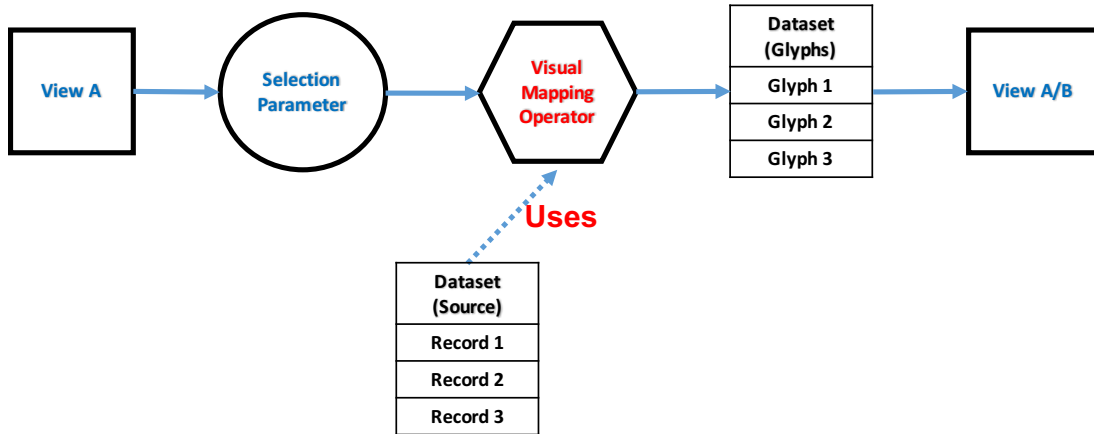 View A
Selection
Parameter
Visual
Mapping
Operator
Dataset
(Glyphs)
Glyph 1
Glyph 2
Glyph 3
View A/B
Uses
Dataset
(Source)
Record 1
Record 2
Record 3